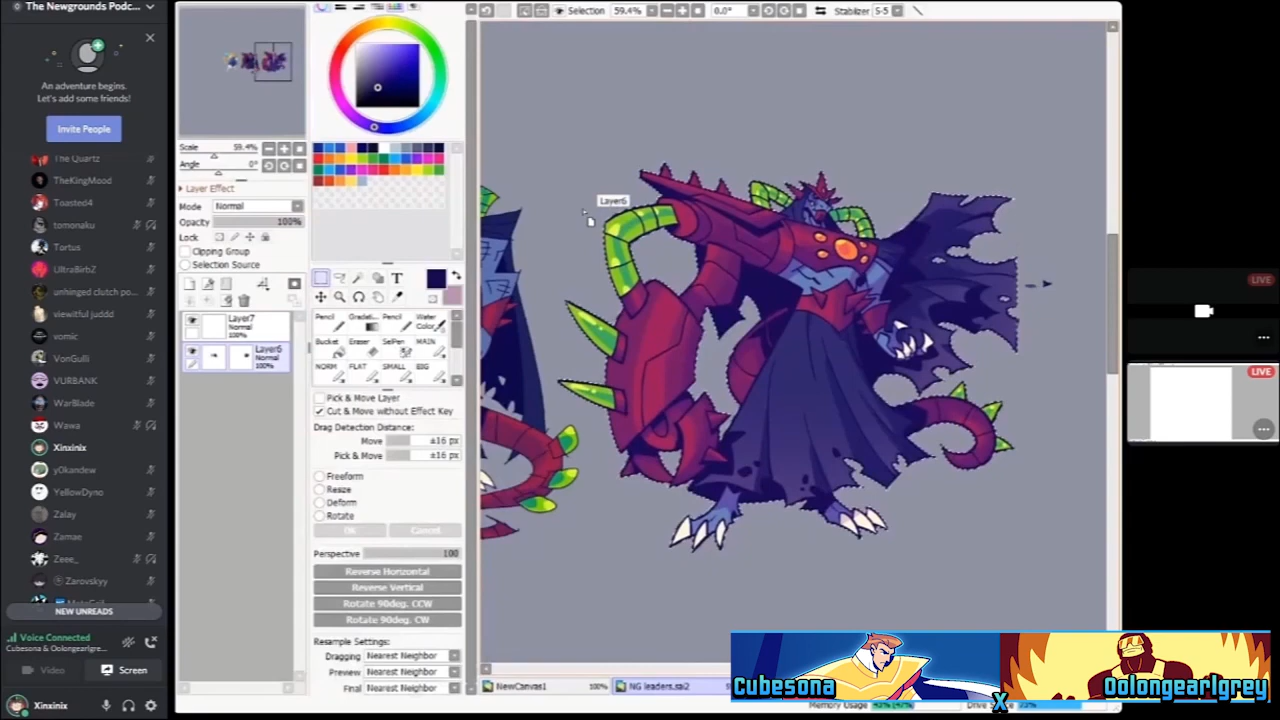 The Newgrounds Podc...
An adventure begins.
Let's add some friends!
Invite People
The Quartz
TheKingMood
Toasted4
tomonaku
Tortus
UltraBirbZ
unhinged clutch po...
viewitful juddd
vomic
VonGulli
VURBANK
WarBlade
Wawa
Xinxinix
yOkandew
YellowDyno
Zalay
Zamae
Zeee_
Zarovskyy
NEW UNREADS
Voice Connected
Cubesona & Oolongearlgre...
Video
Screen
Xinxinix
Scale 59.4%
Angle 0°
Layer Effect
Mode Normal
Opacity 100%
Lock
Clipping Group
Selection Source
Layer7
Normal
100%
Layer6
Normal
100%
T
Pencil
Gradati...
Pencil
Water
Color
Bucket
Eraser
SelPen
MAIN
NORM
FLAT
SMALL
BIG
Pick & Move Layer
Cut & Move without Effect Key
Drag Detection Distance:
Move ±16 px
Pick & Move ±16 px
Freeform
Resize
Deform
Rotate
OK
Cancel
Perspective 100
Reverse Horizontal
Reverse Vertical
Rotate 90deg. CCW
Rotate 90deg. CW
Resample Settings:
Dragging Nearest Neighbor
Preview Nearest Neighbor
Final Nearest Neighbor
Selection 59.4%
0.0°
Stabilizer S-5
Layer6
NewCanvas1 100%
NG leaders.sai2
Memory Usage
LIVE
LIVE
Cubesona
X
Oolongearlgrey